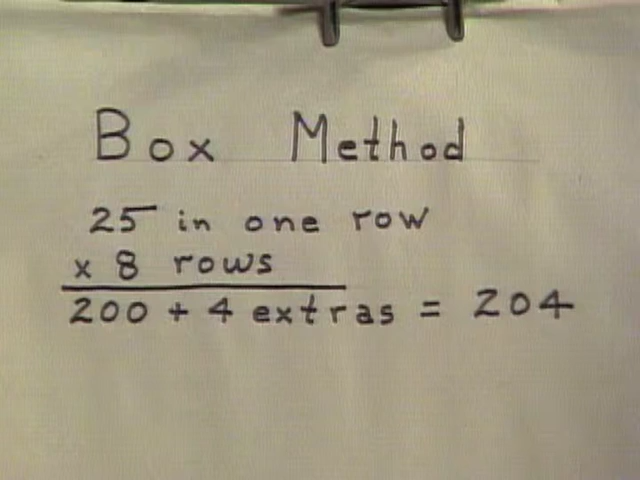 Box Method
25 in one row
x 8 rows
200 + 4 extras = 204